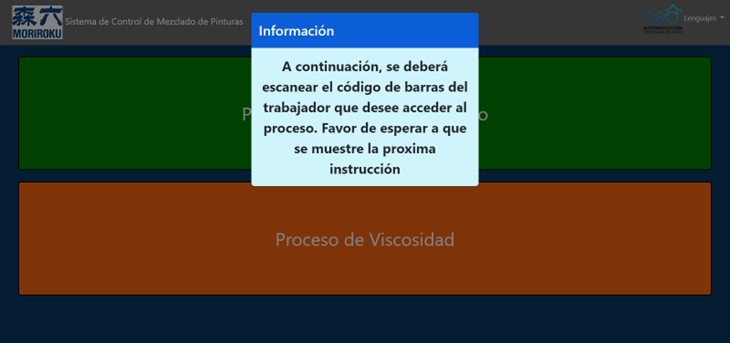 森六
MORIROKU
Sistema de Control de Mezclado de Pinturas
Lenguajes
Información
A continuación, se deberá
escanear el código de barras del
trabajador que desee acceder al
proceso. Favor de esperar a que
se muestre la proxima
instrucción
Proceso de Viscosidad